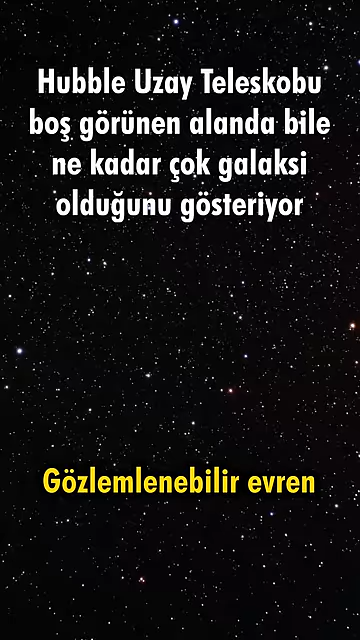 Hubble Uzay Teleskobu
boş görünen alanda bile
ne kadar çok galaksi
olduğunu gösteriyor
Gözlemlenebilir evren